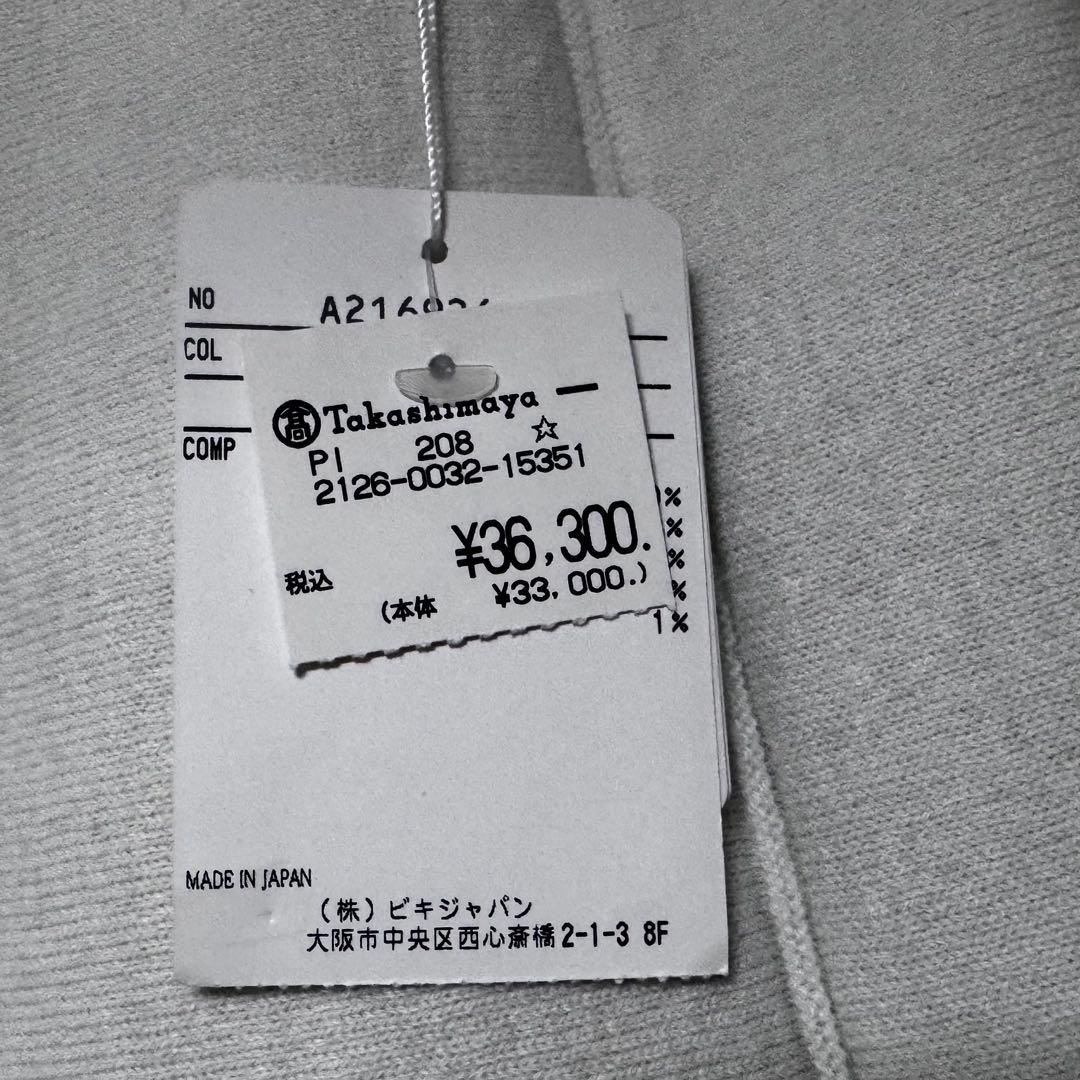 NO
COL
COMP
髙 Takashimaya
PI 208 ☆
2126-0032-15351
¥36,300.
税込
(本体 ¥33,000.)
%
%
%
%
1%
MADE IN JAPAN
(株)ビキジャパン
大阪市中央区西心斎橋2-1-3 8F